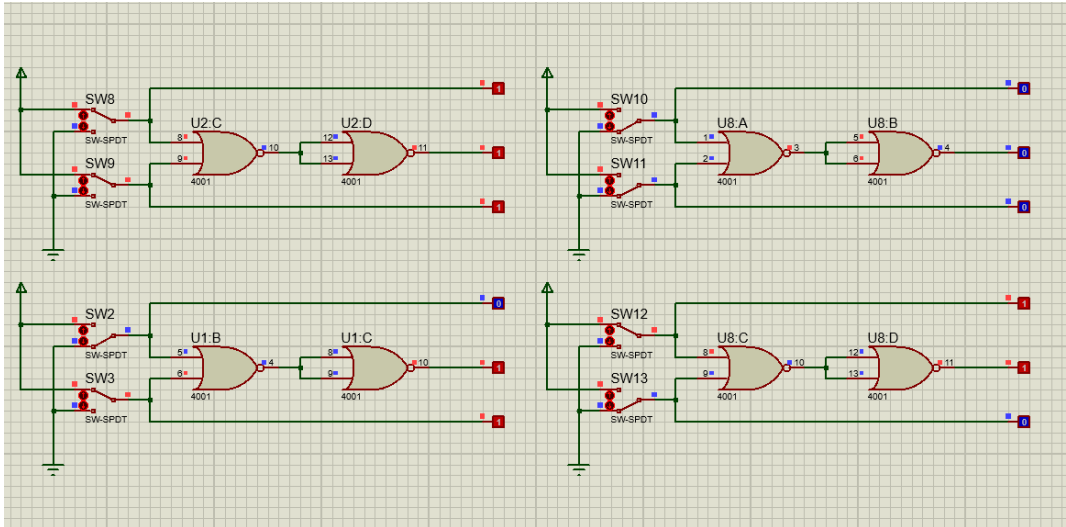 SW8
SW-SPDT
SW9
SW-SPDT
U2:C
8
9
10
4001
U2:D
12
13
11
4001
1
1
1
SW10
SW-SPDT
SW11
SW-SPDT
U8:A
1
2
3
4001
U8:B
5
6
4
4001
0
0
0
SW2
SW-SPDT
SW3
SW-SPDT
U1:B
5
6
4
4001
U1:C
8
9
10
4001
0
1
1
SW12
SW-SPDT
SW13
SW-SPDT
U8:C
8
9
10
4001
U8:D
12
13
11
4001
1
1
0